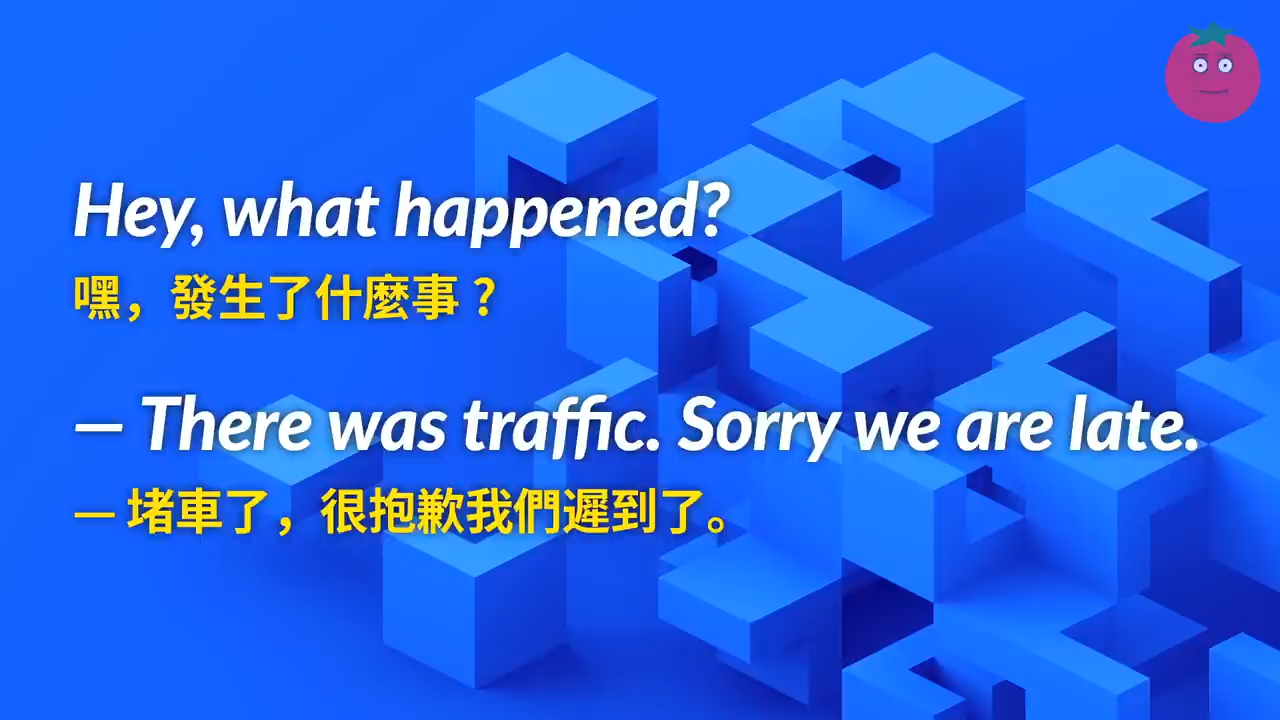 Hey, what happened?
嘿，發生了什麼事？
— There was traffic. Sorry we are late.
— 堵車了，很抱歉我們遲到了。